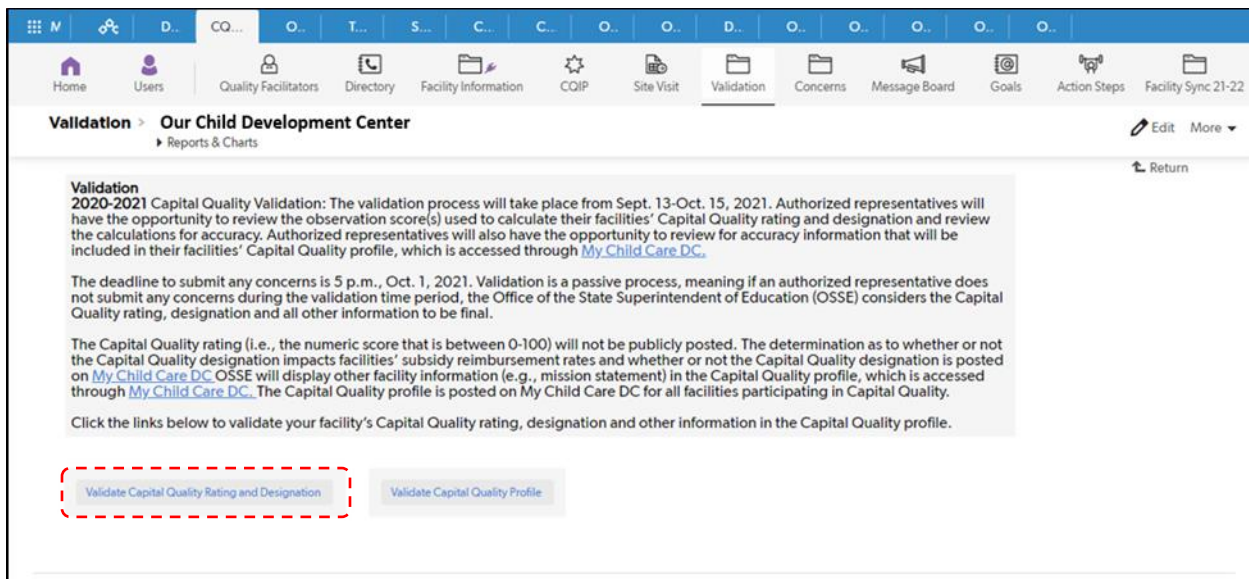 M D.. CQ... O.. T... S... C... C... O.. O.. D.. O.. O.. O.. O.. O..
Home Users Quality Facilitators Directory Facility Information CQIP Site Visit Validation Concerns Message Board Goals Action Steps Facility Sync 21-22
Validation > Our Child Development Center
Reports & Charts
Edit More
Return
Validation
2020-2021 Capital Quality Validation: The validation process will take place from Sept. 13-Oct. 15, 2021. Authorized representatives will
have the opportunity to review the observation score(s) used to calculate their facilities' Capital Quality rating and designation and review
the calculations for accuracy. Authorized representatives will also have the opportunity to review for accuracy information that will be
included in their facilities' Capital Quality profile, which is accessed through My Child Care DC.
The deadline to submit any concerns is 5 p.m., Oct. 1, 2021. Validation is a passive process, meaning if an authorized representative does
not submit any concerns during the validation time period, the Office of the State Superintendent of Education (OSSE) considers the Capital
Quality rating, designation and all other information to be final.
The Capital Quality rating (i.e., the numeric score that is between 0-100) will not be publicly posted. The determination as to whether or not
the Capital Quality designation impacts facilities' subsidy reimbursement rates and whether or not the Capital Quality designation is posted
on My Child Care DC OSSE will display other facility information (e.g., mission statement) in the Capital Quality profile, which is accessed
through My Child Care DC. The Capital Quality profile is posted on My Child Care DC for all facilities participating in Capital Quality.
Click the links below to validate your facility's Capital Quality rating, designation and other information in the Capital Quality profile.
Validate Capital Quality Rating and Designation Validate Capital Quality Profile